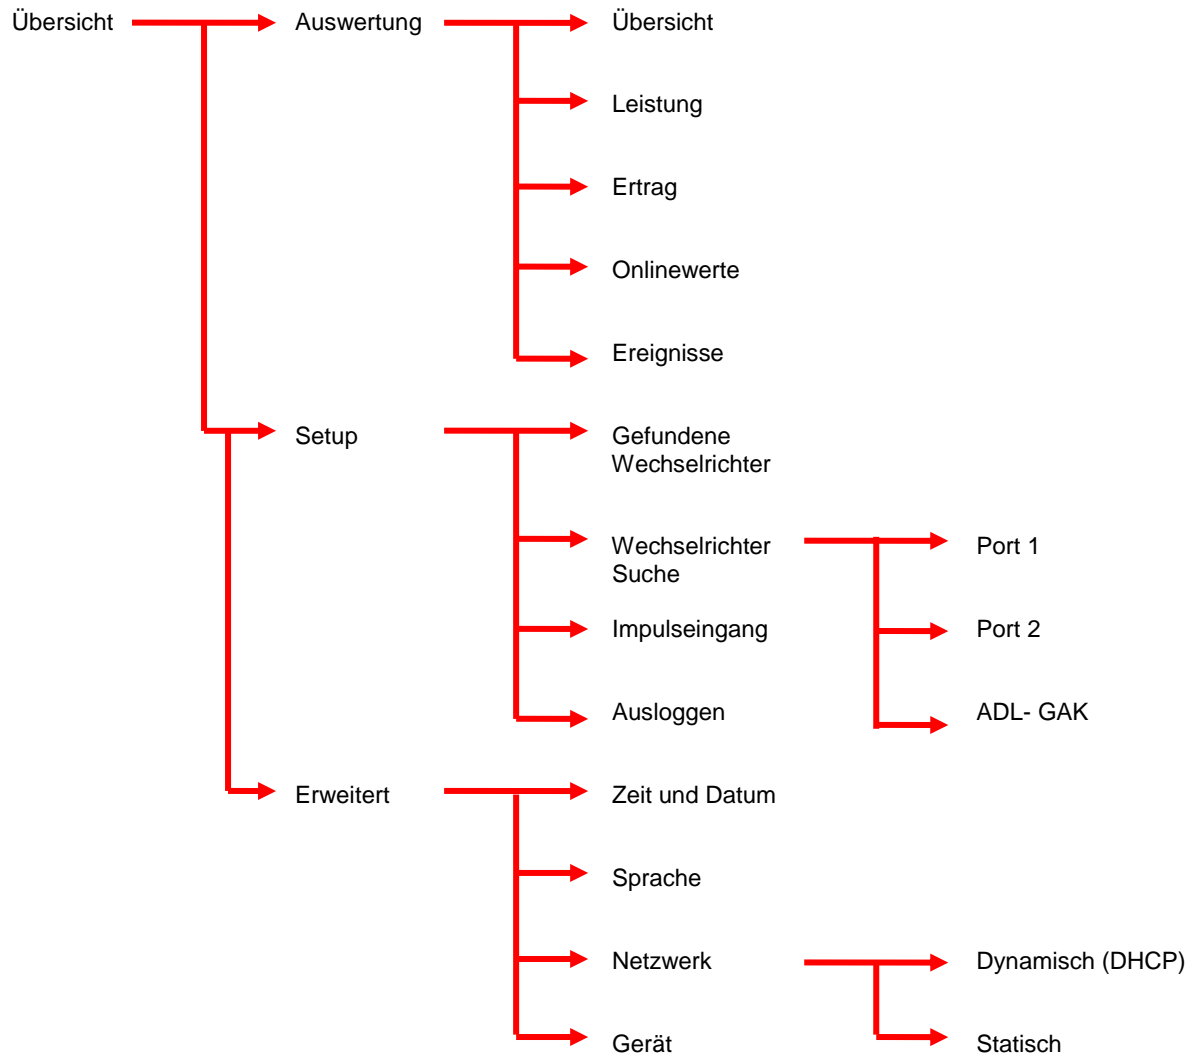 Übersicht
Auswertung
Übersicht
Leistung
Ertrag
Onlinewerte
Ereignisse
Setup
Gefundene
Wechselrichter
Wechselrichter
Suche
Port 1
Impulseingang
Port 2
Ausloggen
ADL- GAK
Erweitert
Zeit und Datum
Sprache
Netzwerk
Dynamisch (DHCP)
Gerät
Statisch